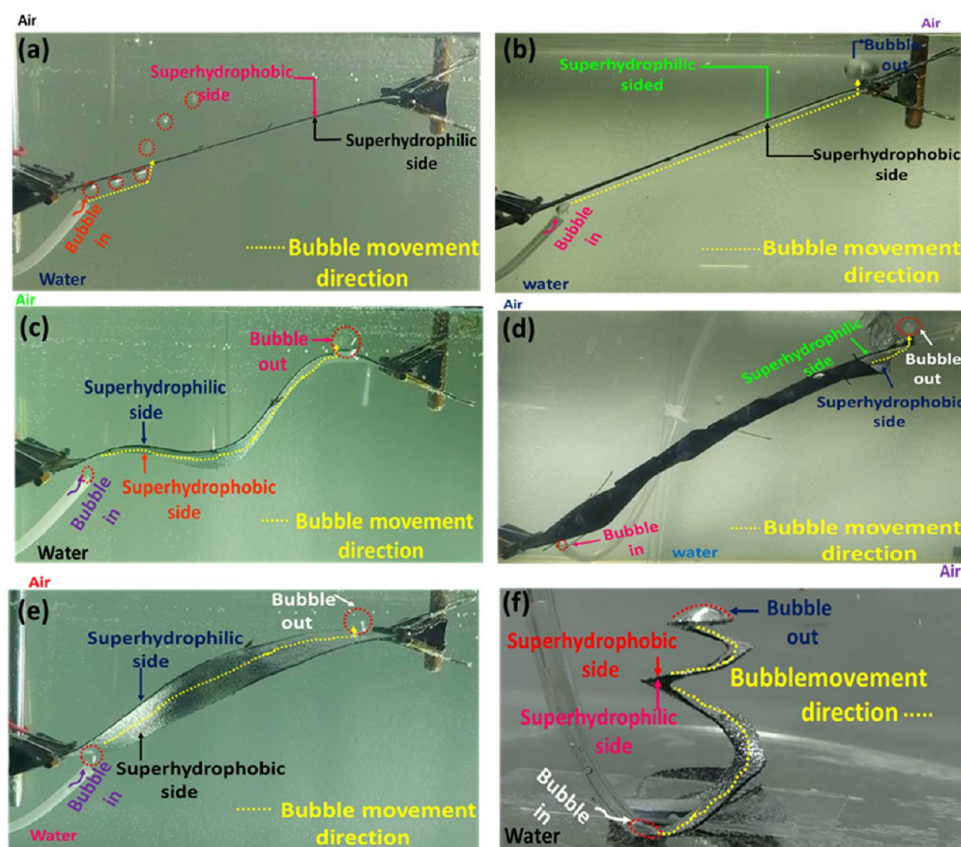 Air
(a)
Superhydrophobic
side
Superhydrophilic
side
Bubble
in
Bubble movement
direction
Water
Air
(b)
Bubble
out
Superhydrophilic
sided
Superhydrophobic
side
Bubble
in
Bubble movement
direction
water
Air
(c)
Bubble
out
Superhydrophilic
side
Superhydrophobic
side
Bubble
in
Bubble movement
direction
Water
Air
(d)
Superhydrophilic
side
Bubble
out
Superhydrophobic
side
Bubble
in
Bubble movement
direction
water
Air
(e)
Bubble
out
Superhydrophilic
side
Superhydrophobic
side
Bubble
in
Bubble movement
direction
Water
Air
(f)
Bubble
out
Superhydrophobic
side
Bubblemovement
direction
Superhydrophilic
side
Bubble
in
Water